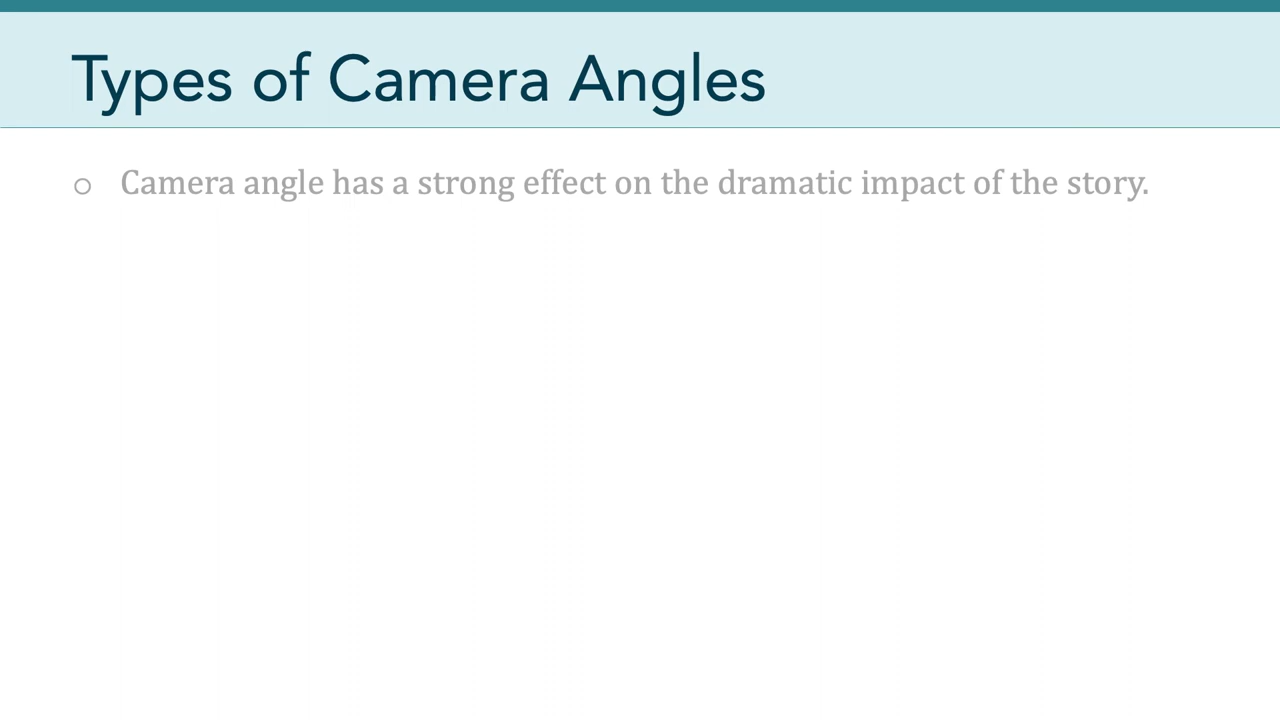 Types of Camera Angles
Camera angle has a strong effect on the dramatic impact of the story.